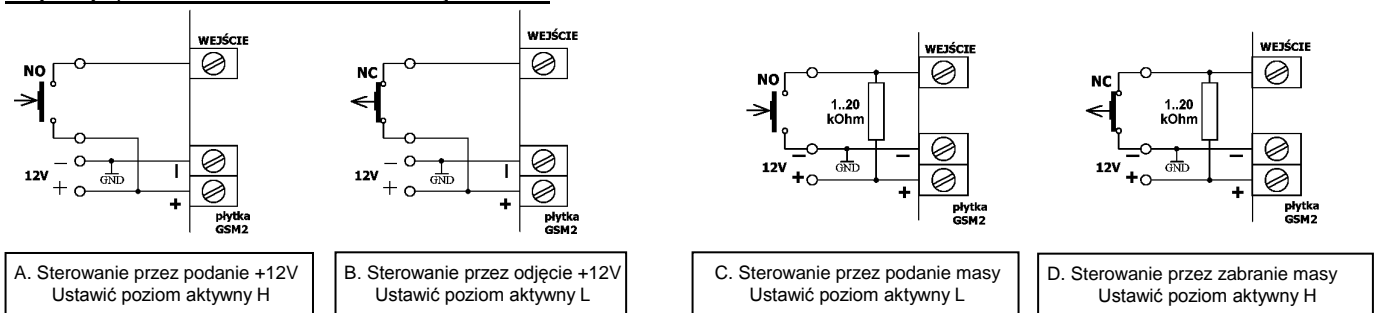 WEJŚCIE
NO
–
12V
+
GND
–
+
płytka
GSM2
WEJŚCIE
NC
–
12V
+
GND
–
+
płytka
GSM2
WEJŚCIE
NO
1..20
kOhm
–
12V
+
GND
–
+
płytka
GSM2
WEJŚCIE
NC
1..20
kOhm
–
12V
+
GND
–
+
płytka
GSM2
A. Sterowanie przez podanie +12V
Ustawić poziom aktywny H
B. Sterowanie przez odjęcie +12V
Ustawić poziom aktywny L
C. Sterowanie przez podanie masy
Ustawić poziom aktywny L
D. Sterowanie przez zabranie masy
Ustawić poziom aktywny H